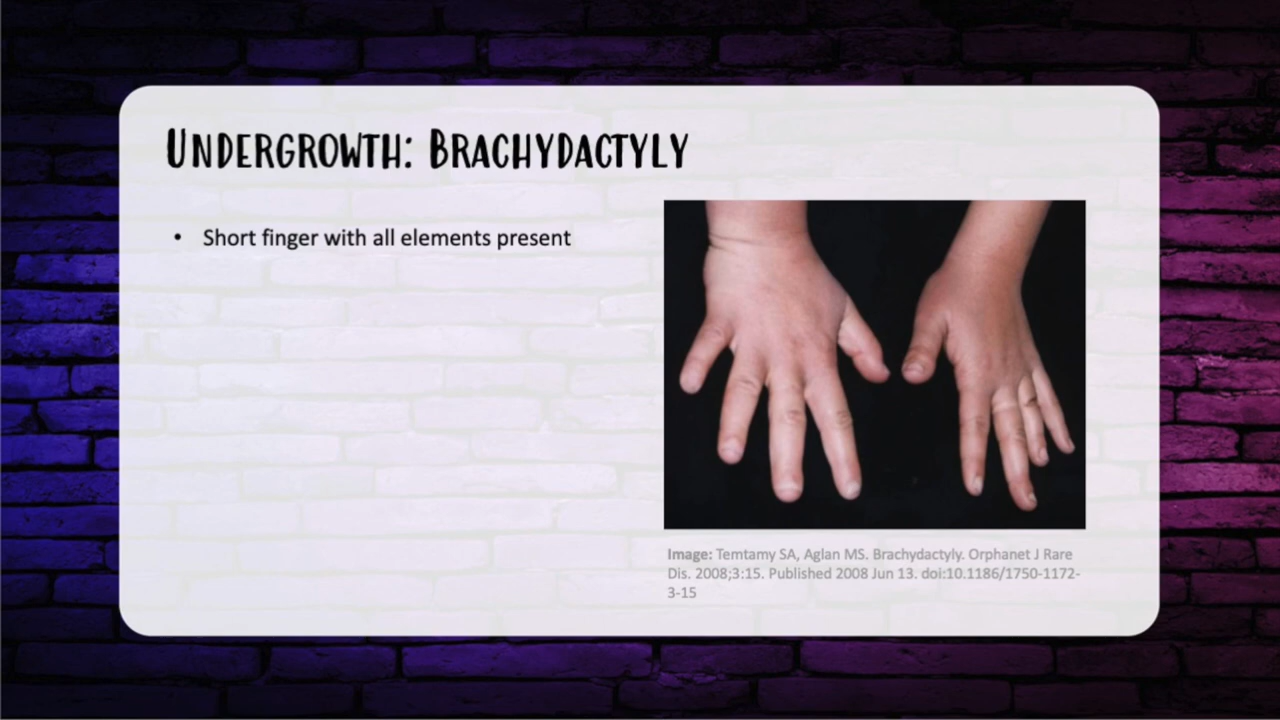 Undergrowth: Brachydactyly
• Short finger with all elements present
Image: Temtamy SA, Aglan MS. Brachydactyly. Orphanet J Rare
Dis. 2008;3:15. Published 2008 Jun 13. doi:10.1186/1750-1172-
3-15